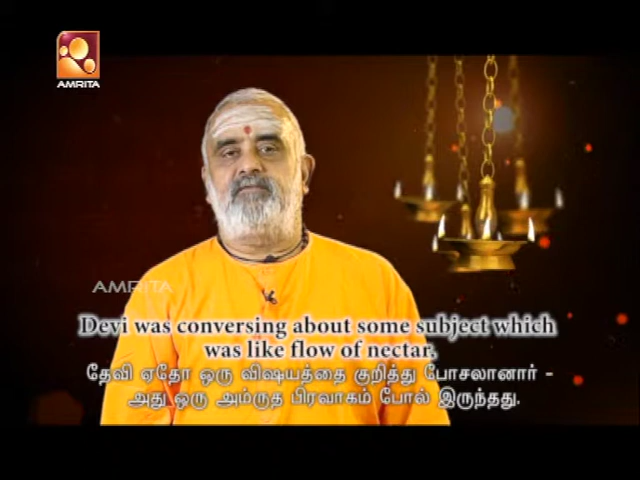 AMRITA
AMRITA
Devi was conversing about some subject which
was like flow of nectar.
தேவி ஏதோ ஒரு விஷயத்தை குறித்து போசலானார் -
அது ஒரு அம்ருத பிரவாகம் போல் இருந்தது.